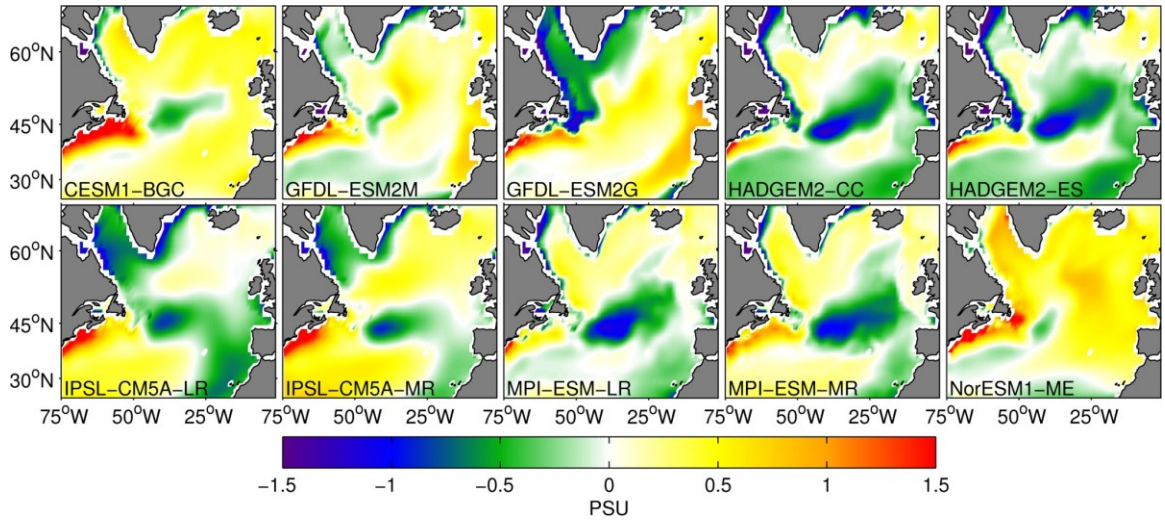 60°N
45°N
30°N
CESM1−BGC
GFDL−ESM2M
GFDL−ESM2G
HADGEM2−CC
HADGEM2−ES
60°N
45°N
30°N
IPSL−CM5A−LR
IPSL−CM5A−MR
MPI−ESM−LR
MPI−ESM−MR
NorESM1−ME
75°W 50°W 25°W 75°W 50°W 25°W 75°W 50°W 25°W 75°W 50°W 25°W 75°W 50°W 25°W
−1.5 −1 −0.5 0 0.5 1 1.5
PSU